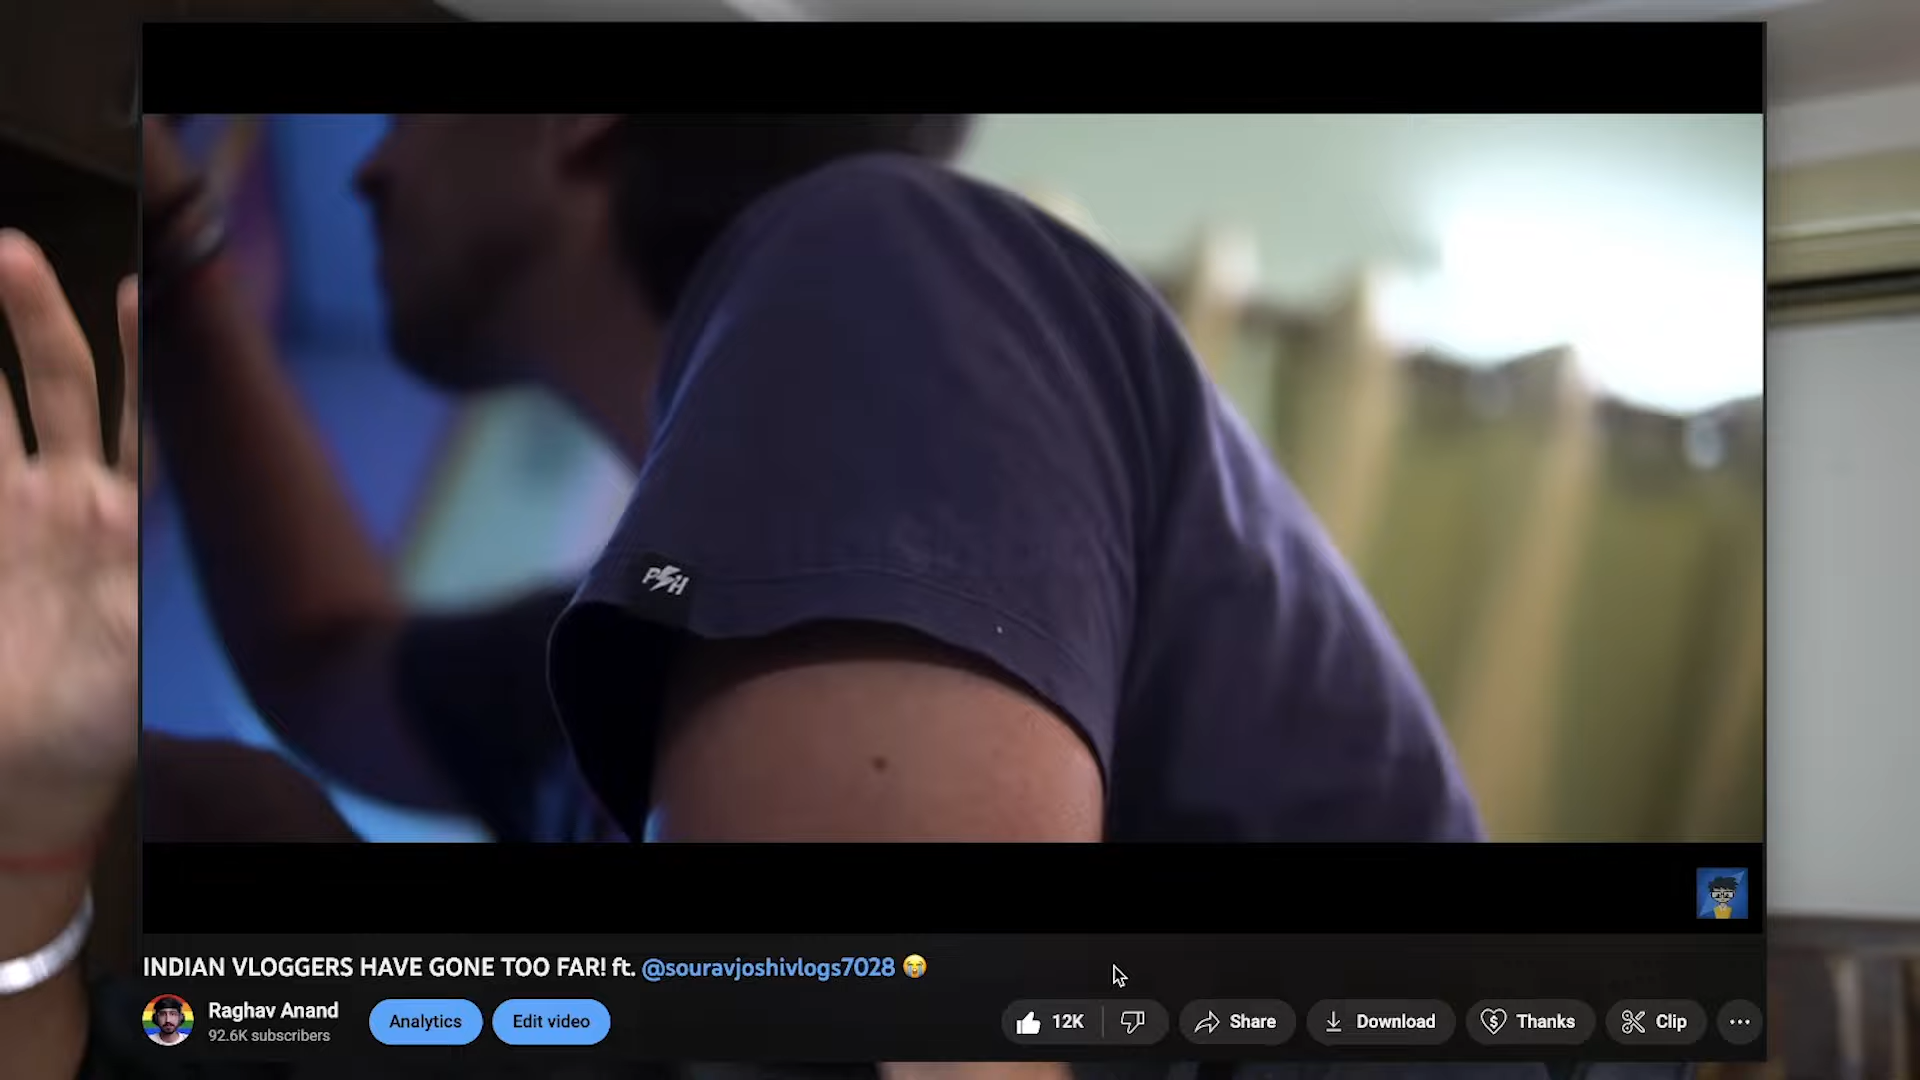 PSH
INDIAN VLOGGERS HAVE GONE TOO FAR! ft. @souravjoshivlogs7028 😭
Raghav Anand
92.6K subscribers
Analytics
Edit video
12K
Share
Download
Thanks
Clip